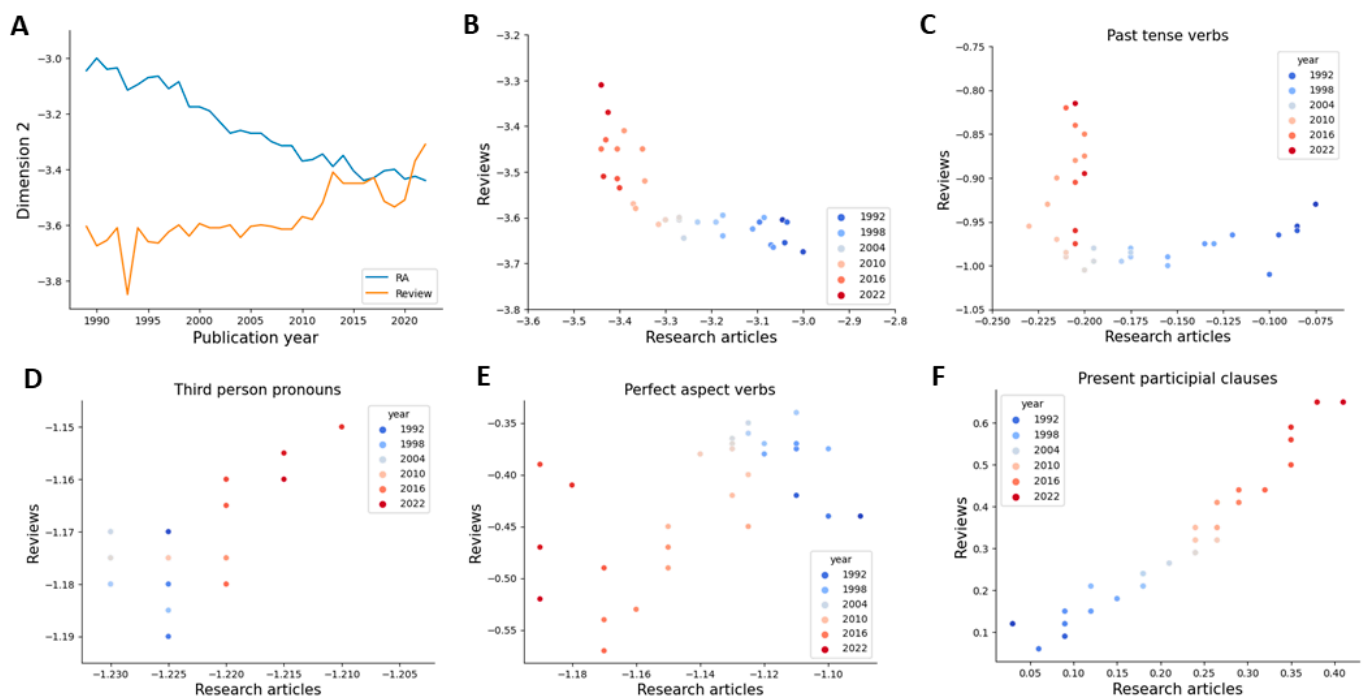 A
Dimension 2
−3.0
−3.2
−3.4
−3.6
−3.8
RA
Review
1990 1995 2000 2005 2010 2015 2020
Publication year
B
Reviews
−3.2
−3.3
−3.4
−3.5
−3.6
−3.7
−3.8
1992
1998
2004
2010
2016
2022
−3.6 −3.5 −3.4 −3.3 −3.2 −3.1 −3.0 −2.9 −2.8
Research articles
C
Past tense verbs
Reviews
−0.75
−0.80
−0.85
−0.90
−0.95
−1.00
−1.05
year
1992
1998
2004
2010
2016
2022
−0.250 −0.225 −0.200 −0.175 −0.150 −0.125 −0.100 −0.075
Research articles
D
Third person pronouns
Reviews
−1.15
−1.16
−1.17
−1.18
−1.19
year
1992
1998
2004
2010
2016
2022
−1.230 −1.225 −1.220 −1.215 −1.210 −1.205
Research articles
E
Perfect aspect verbs
Reviews
−0.35
−0.40
−0.45
−0.50
−0.55
year
1992
1998
2004
2010
2016
2022
−1.18 −1.16 −1.14 −1.12 −1.10
Research articles
F
Present participial clauses
Reviews
0.6
0.5
0.4
0.3
0.2
0.1
year
1992
1998
2004
2010
2016
2022
0.05 0.10 0.15 0.20 0.25 0.30 0.35 0.40
Research articles